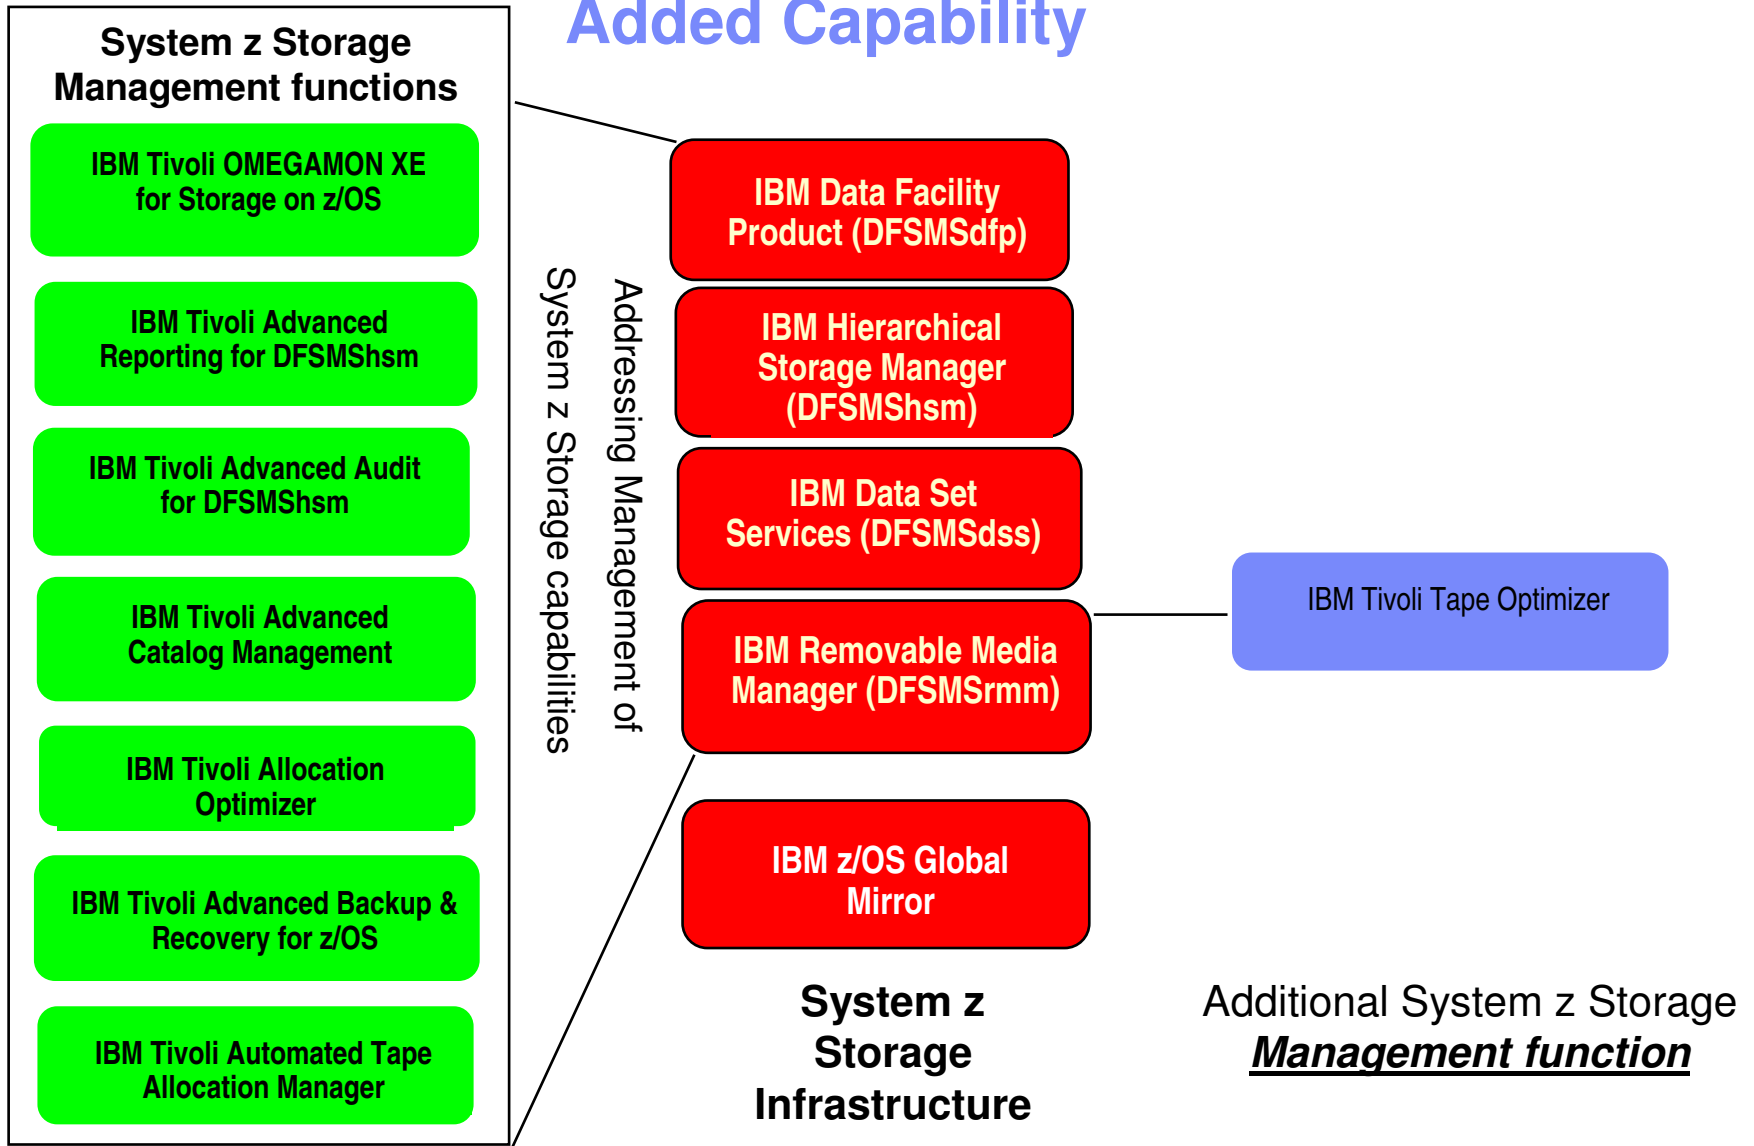 Added Capability
System z Storage
Management functions
IBM Tivoli OMEGAMON XE
for Storage on z/OS
IBM Tivoli Advanced
Reporting for DFSMShsm
IBM Tivoli Advanced Audit
for DFSMShsm
IBM Tivoli Advanced
Catalog Management
IBM Tivoli Allocation
Optimizer
IBM Tivoli Advanced Backup &
Recovery for z/OS
IBM Tivoli Automated Tape
Allocation Manager
Addressing Management of
System z Storage capabilities
IBM Data Facility
Product (DFSMSdfp)
IBM Hierarchical
Storage Manager
(DFSMShsm)
IBM Data Set
Services (DFSMSdss)
IBM Removable Media
Manager (DFSMSrmm)
IBM z/OS Global
Mirror
System z
Storage
Infrastructure
IBM Tivoli Tape Optimizer
Additional System z Storage
Management function